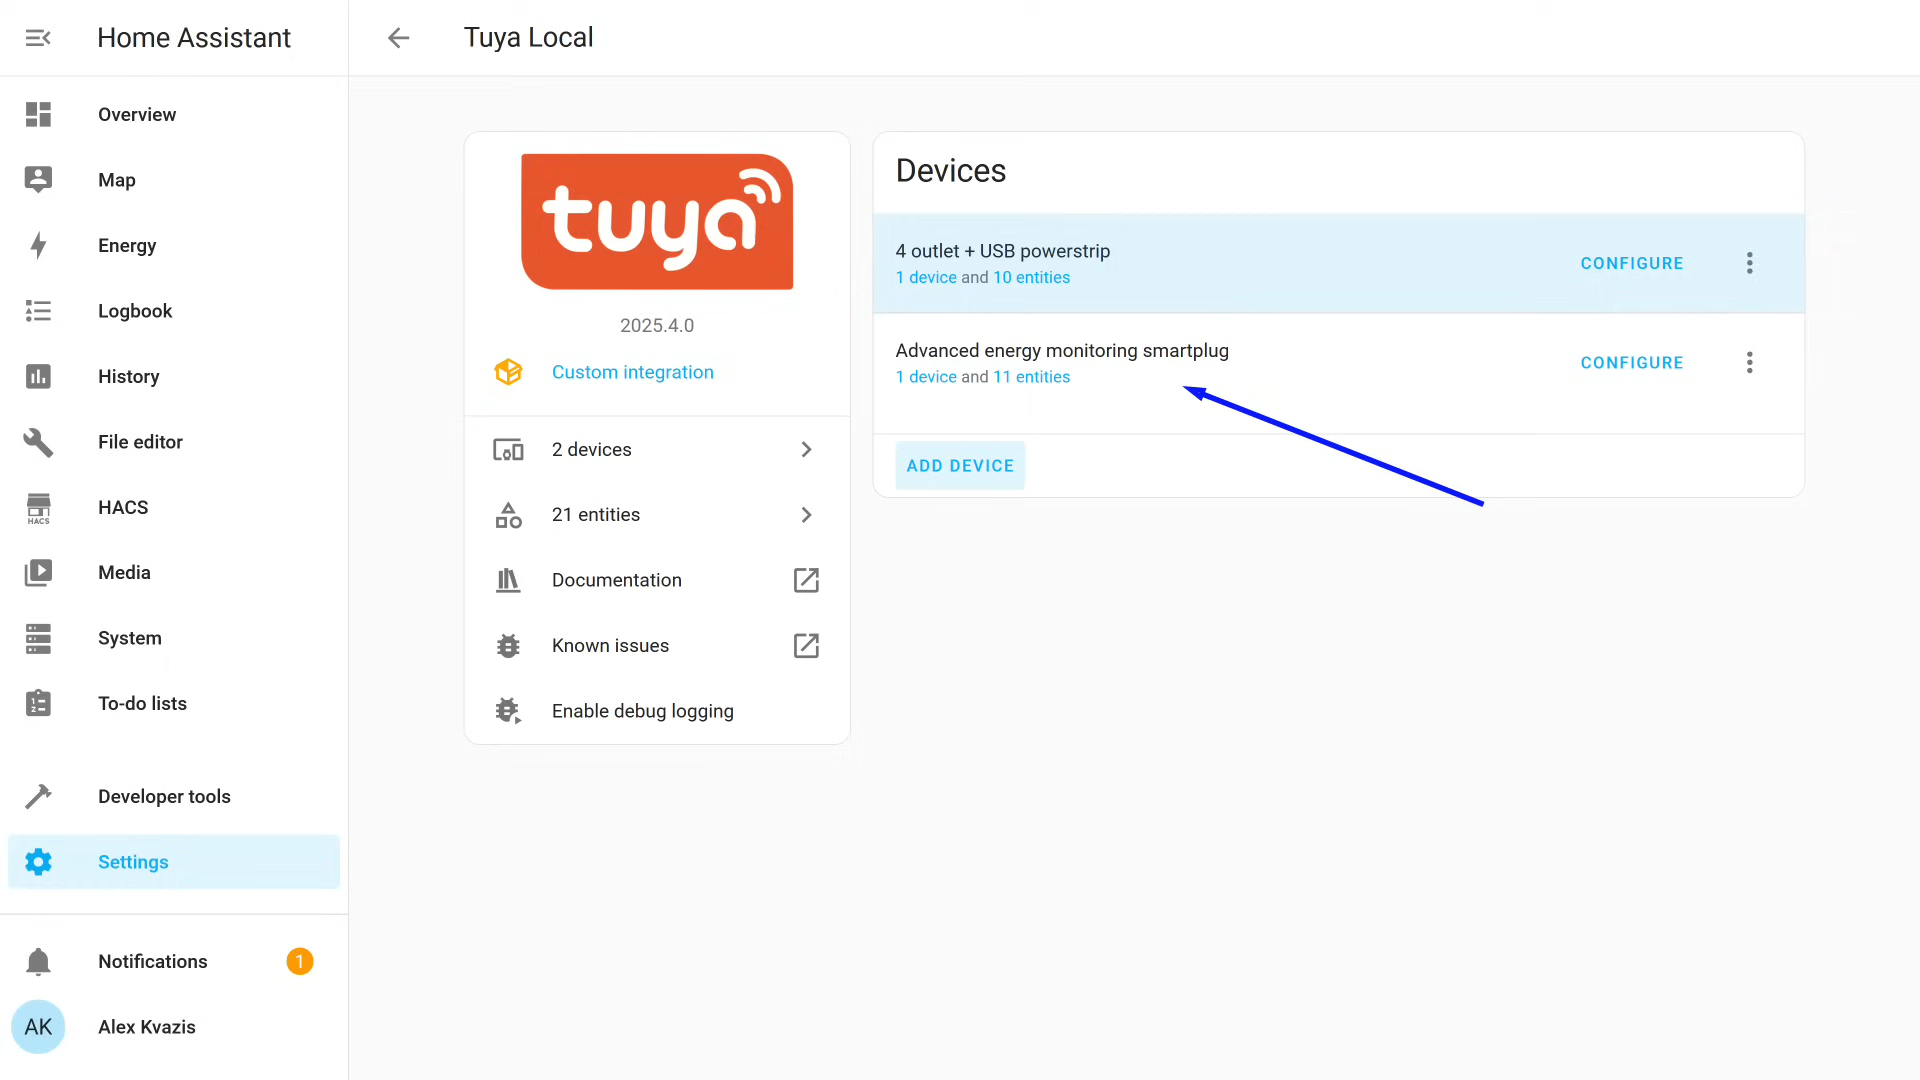 Home Assistant
Tuya Local
Overview
Map
Energy
Logbook
History
File editor
HACS
HACS
Media
System
To-do lists
Developer tools
Settings
Notifications
1
AK
Alex Kvazis
tuya
2025.4.0
Custom integration
2 devices
21 entities
Documentation
Known issues
Enable debug logging
Devices
4 outlet + USB powerstrip
1 device and 10 entities
CONFIGURE
Advanced energy monitoring smartplug
1 device and 11 entities
CONFIGURE
ADD DEVICE